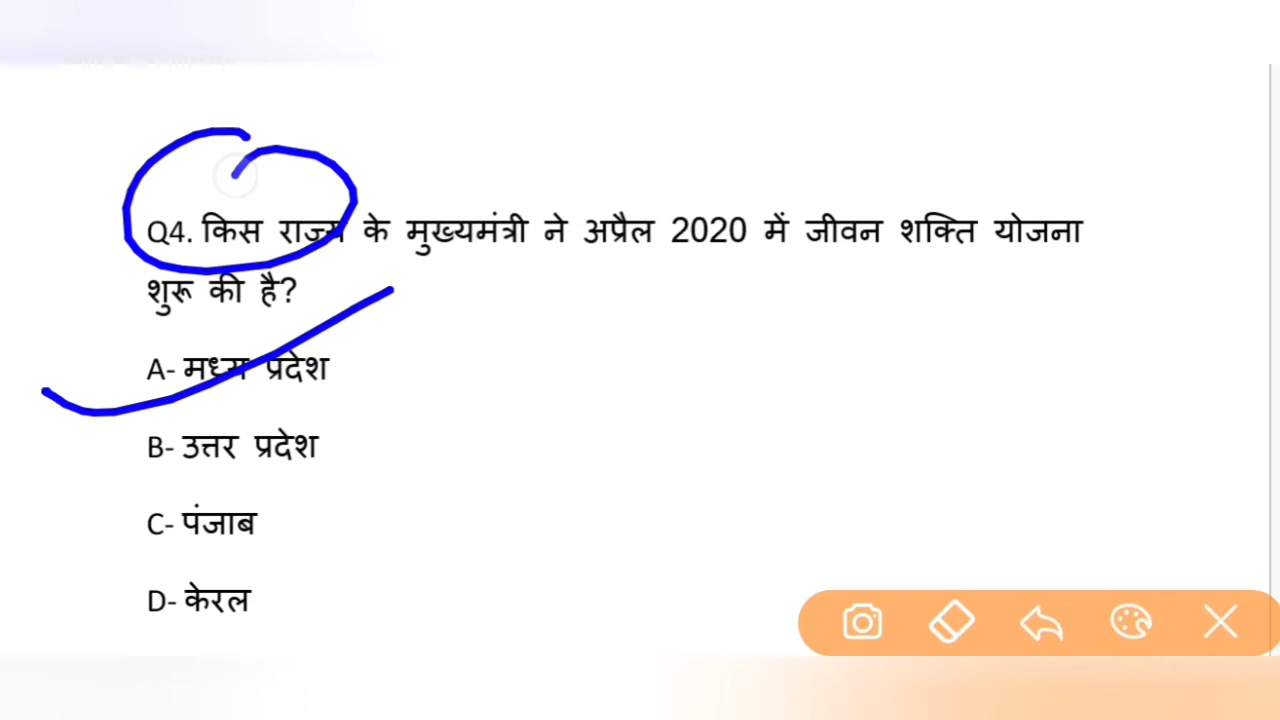 Q4. किस राज्य के मुख्यमंत्री ने अप्रैल 2020 में जीवन शक्ति योजना
शुरू की है?
A- मध्य प्रदेश
B- उत्तर प्रदेश
C- पंजाब
D- केरल